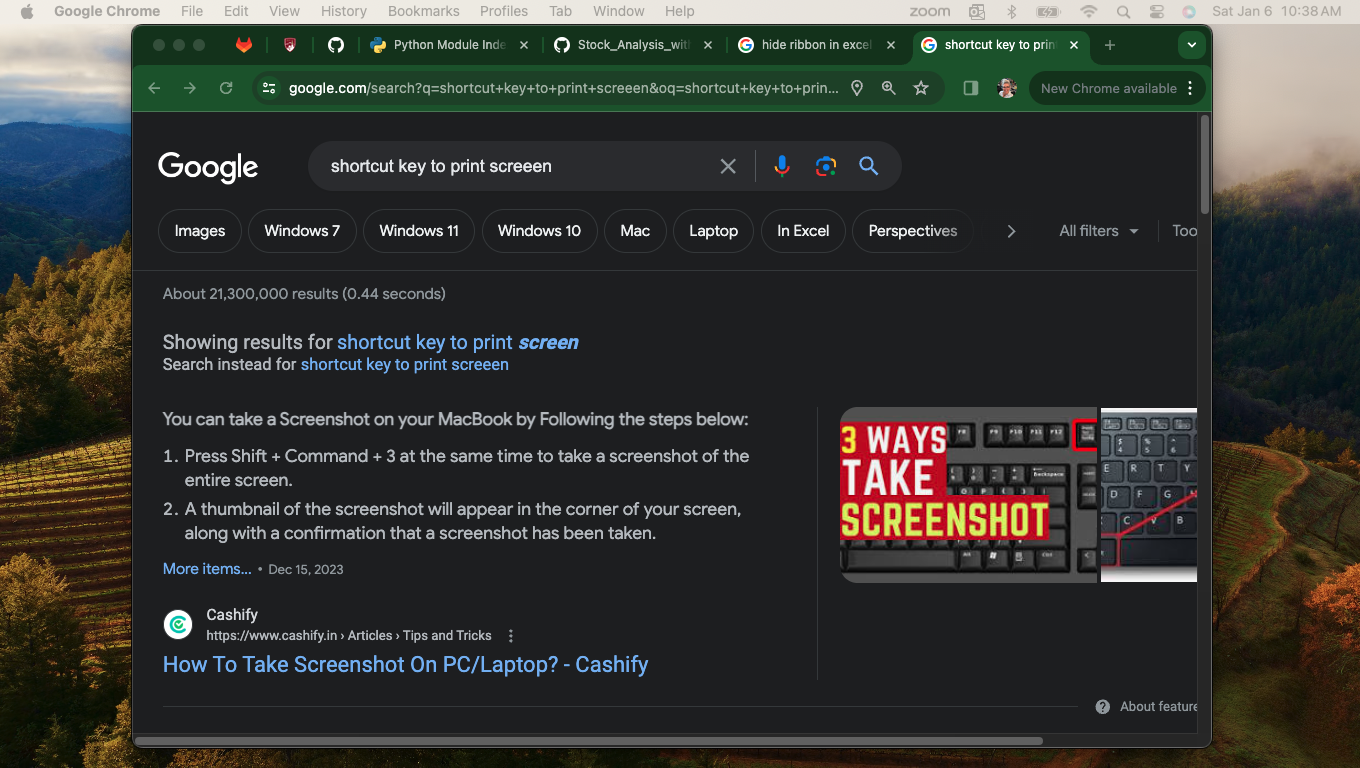 Google Chrome File Edit View History Bookmarks Profiles Tab Window Help zoom Sat Jan 6 10:38 AM
Python Module Inde Stock_Analysis_wit hide ribbon in excel shortcut key to prin
google.com/search?q=shortcut+key+to+print+screeen&oq=shortcut+key+to+prin... New Chrome available
Google shortcut key to print screeen
Images Windows 7 Windows 11 Windows 10 Mac Laptop In Excel Perspectives All filters Too
About 21,300,000 results (0.44 seconds)
Showing results for shortcut key to print screen
Search instead for shortcut key to print screeen
You can take a Screenshot on your MacBook by Following the steps below:
1. Press Shift + Command + 3 at the same time to take a screenshot of the
entire screen.
2. A thumbnail of the screenshot will appear in the corner of your screen,
along with a confirmation that a screenshot has been taken.
More items... • Dec 15, 2023
3 WAYS
TAKE
SCREENSHOT
F8 F9 F10 F11 F12
Backspace
Cashify
https://www.cashify.in › Articles › Tips and Tricks
How To Take Screenshot On PC/Laptop? - Cashify
About feature